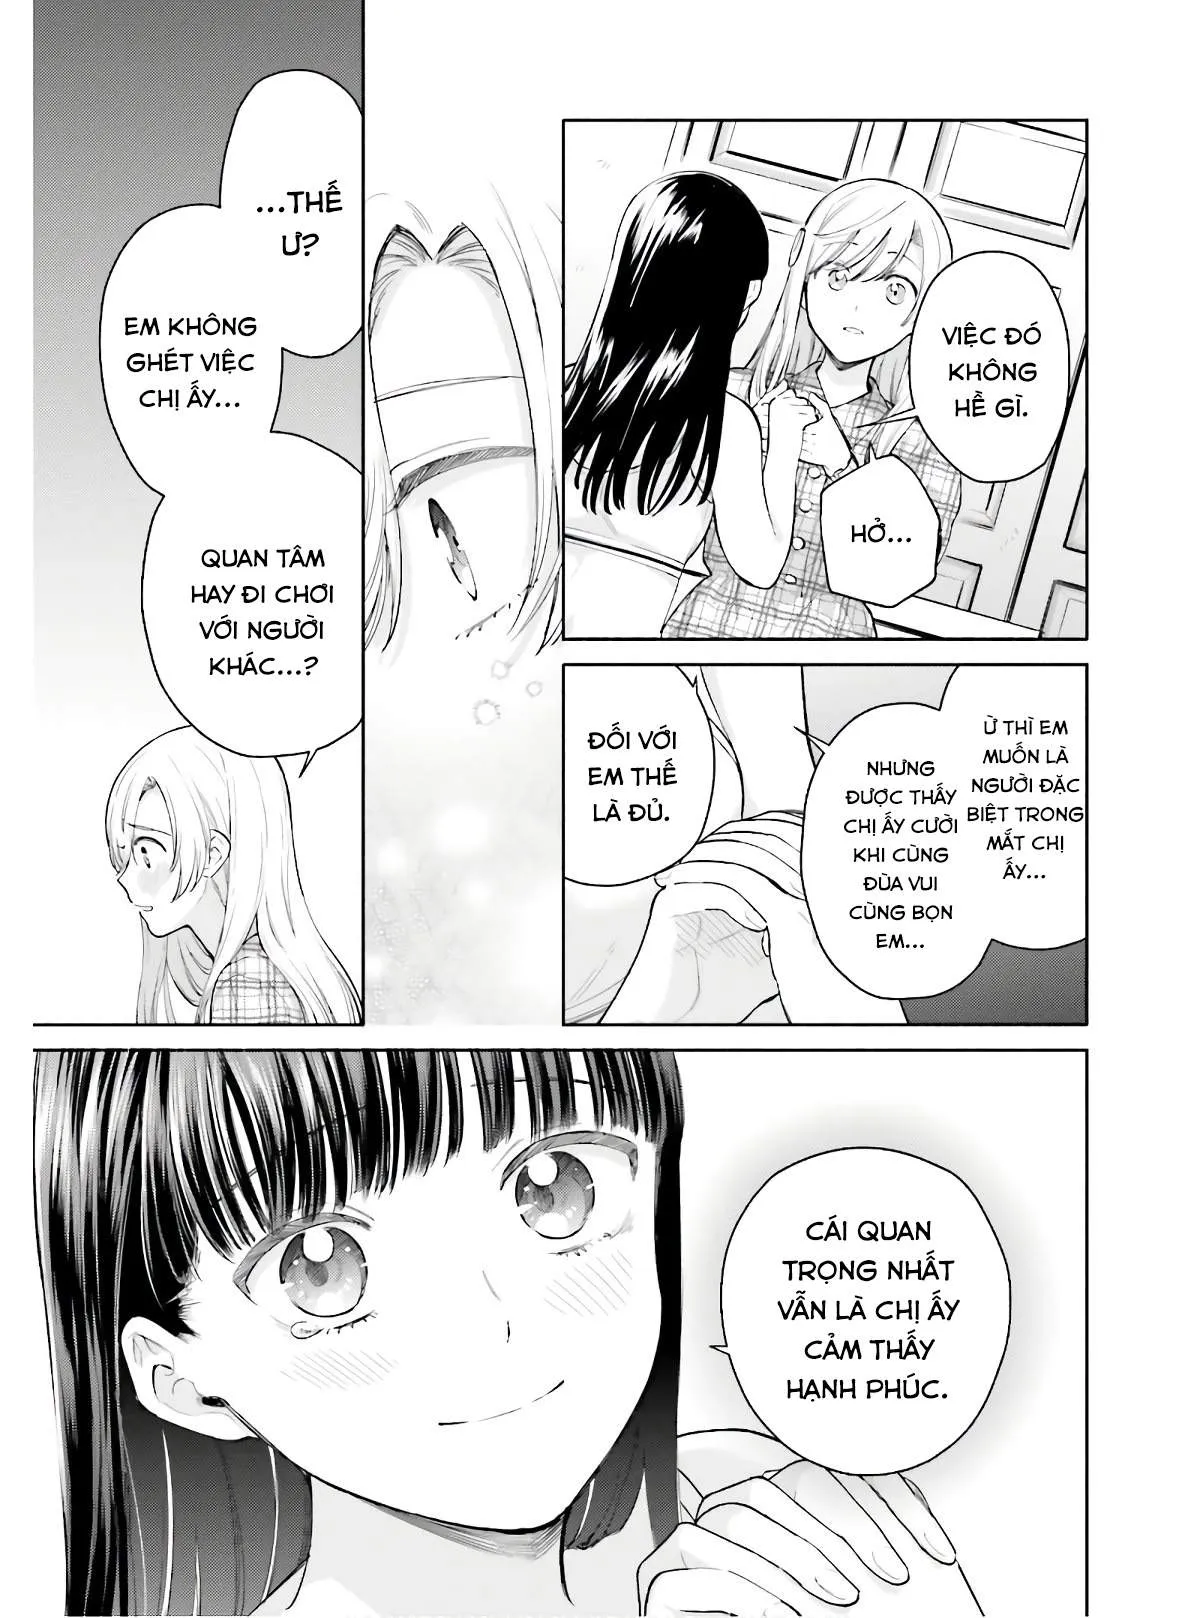 VIỆC ĐÓ
KHÔNG
HỀ GÌ.
HỞ...
Ừ THÌ EM
MUỐN LÀ
NGƯỜI ĐẶC
BIỆT TRONG
MẮT CHỊ
ẤY...
NHƯNG
ĐƯỢC THẤY
CHỊ ẤY CƯỜI
KHI CÙNG
ĐÙA VUI
CÙNG BỌN
EM...
ĐỐI VỚI
EM THẾ
LÀ ĐỦ.
...THẾ
Ư?
EM KHÔNG
GHÉT VIỆC
CHỊ ẤY...
QUAN TÂM
HAY ĐI CHƠI
VỚI NGƯỜI
KHÁC...?
CÁI QUAN
TRỌNG NHẤT
VẪN LÀ CHỊ ẤY
CẢM THẤY
HẠNH PHÚC.